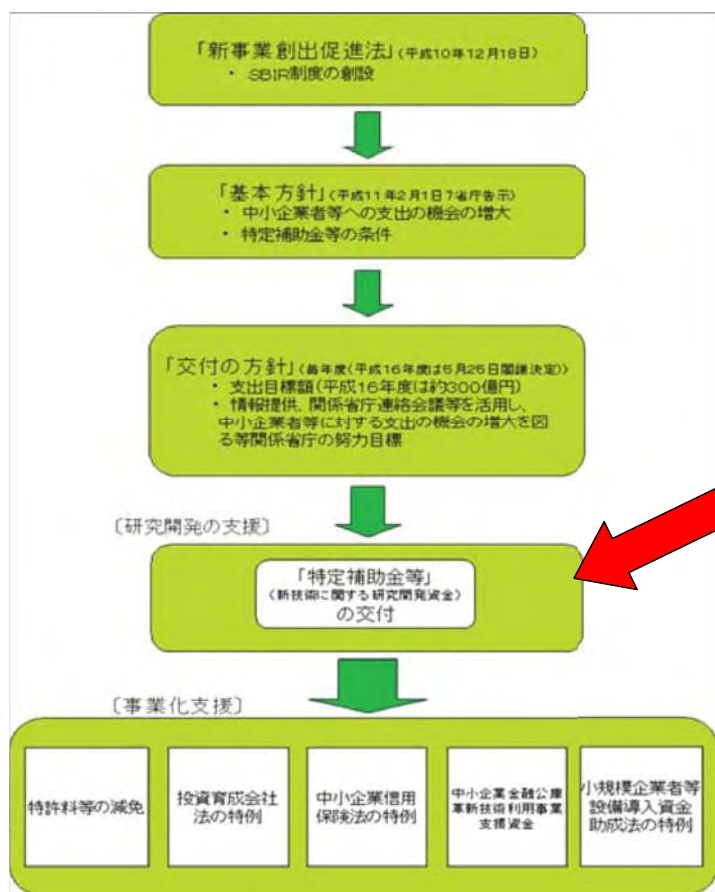 「新事業創出促進法」(平成10年12月18日)
・ SBIR制度の創設
「基本方針」(平成11年2月1日7省庁告示)
・ 中小企業者等への支出の機会の増大
・ 特定補助金等の条件
「交付の方針」(毎年度(平成16年度は5月25日閣議決定))
・ 支出目標額(平成16年度は約300億円)
・ 情報提供、関係省庁連絡会議等を活用し、
中小企業者等に対する支出の機会の増大を図
る等関係省庁の努力目標
〔研究開発の支援〕
「特定補助金等」
(新技術に関する研究開発資金)
の交付
〔事業化支援〕
特許料等の減免
投資育成会社
法の特例
中小企業信用
保険法の特例
中小企業金融公庫
革新技術利用事業
支援資金
小規模企業者等
設備導入資金
助成法の特例